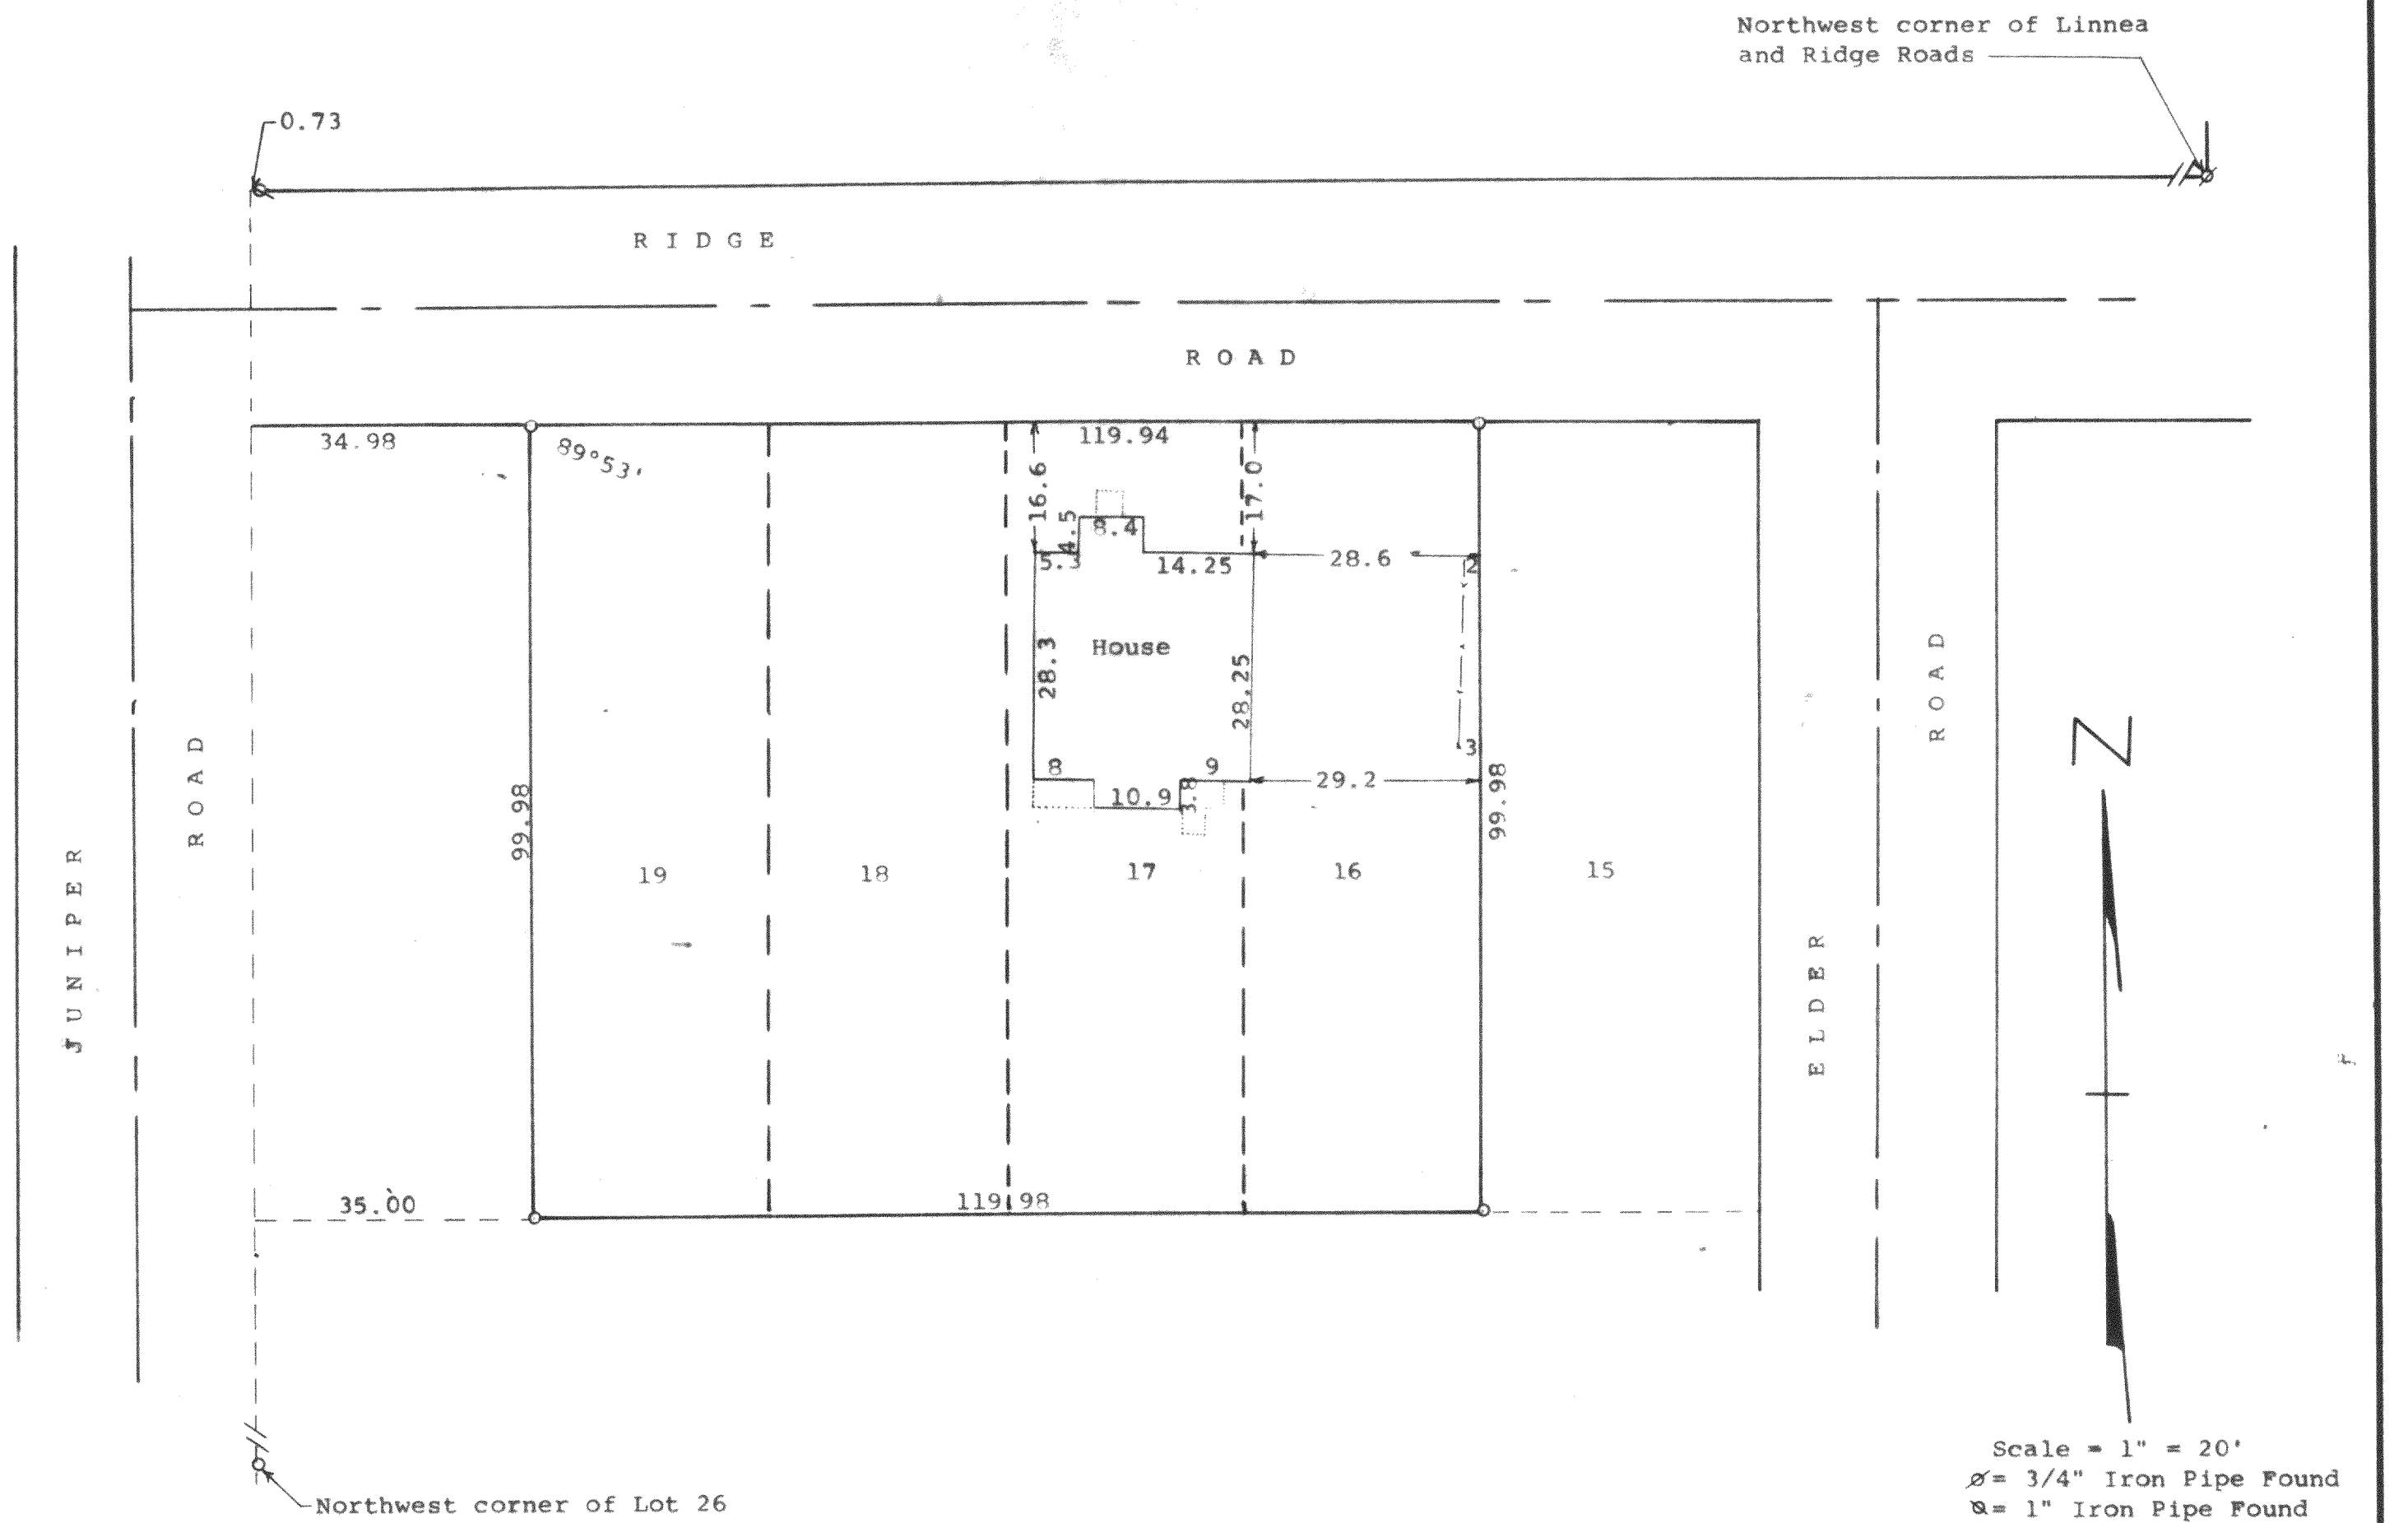 Northwest corner of Linnea
and Ridge Roads
0.73
RIDGE
ROAD
34.98
89°53'
119.94
16.6
17.0
4.5
8.4
5.3
14.25
28.6
2
House
28.3
28.25
3
8
9
10.9
3.8
29.2
99.98
99.98
19
18
17
16
15
JUNIPER
ROAD
ELDER
ROAD
N
35.00
119.98
Northwest corner of Lot 26
Scale = 1" = 20'
ø= 3/4" Iron Pipe Found
= 1" Iron Pipe Found